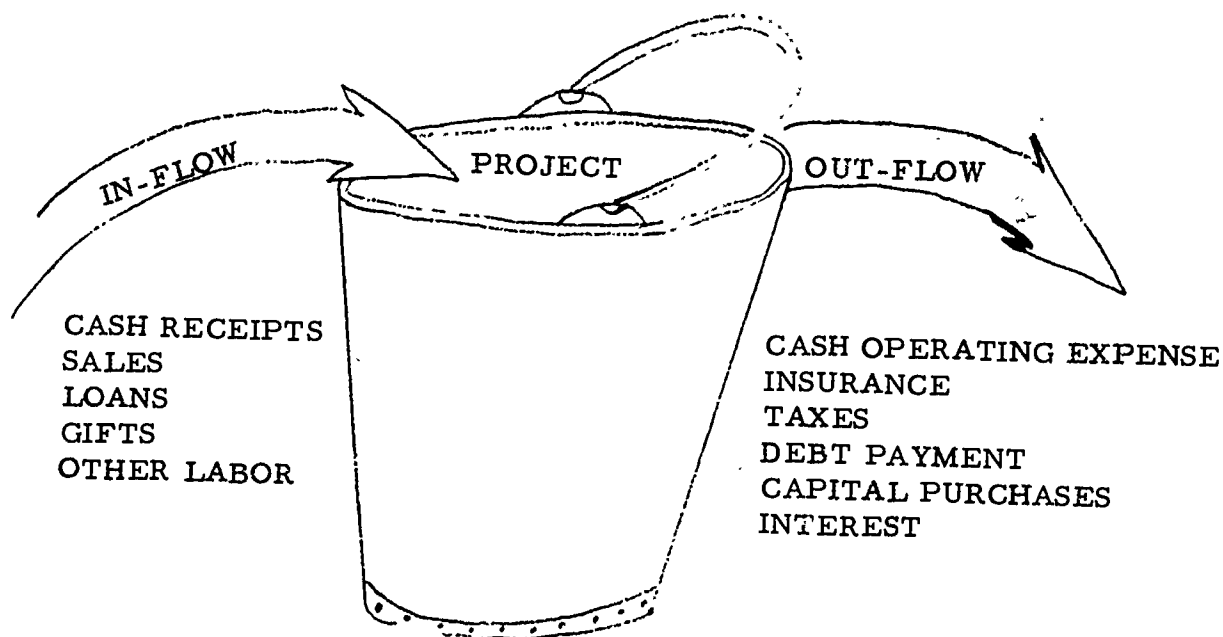 IN-FLOW
PROJECT
OUT-FLOW
CASH RECEIPTS
SALES
LOANS
GIFTS
OTHER LABOR
CASH OPERATING EXPENSE
INSURANCE
TAXES
DEBT PAYMENT
CAPITAL PURCHASES
INTEREST